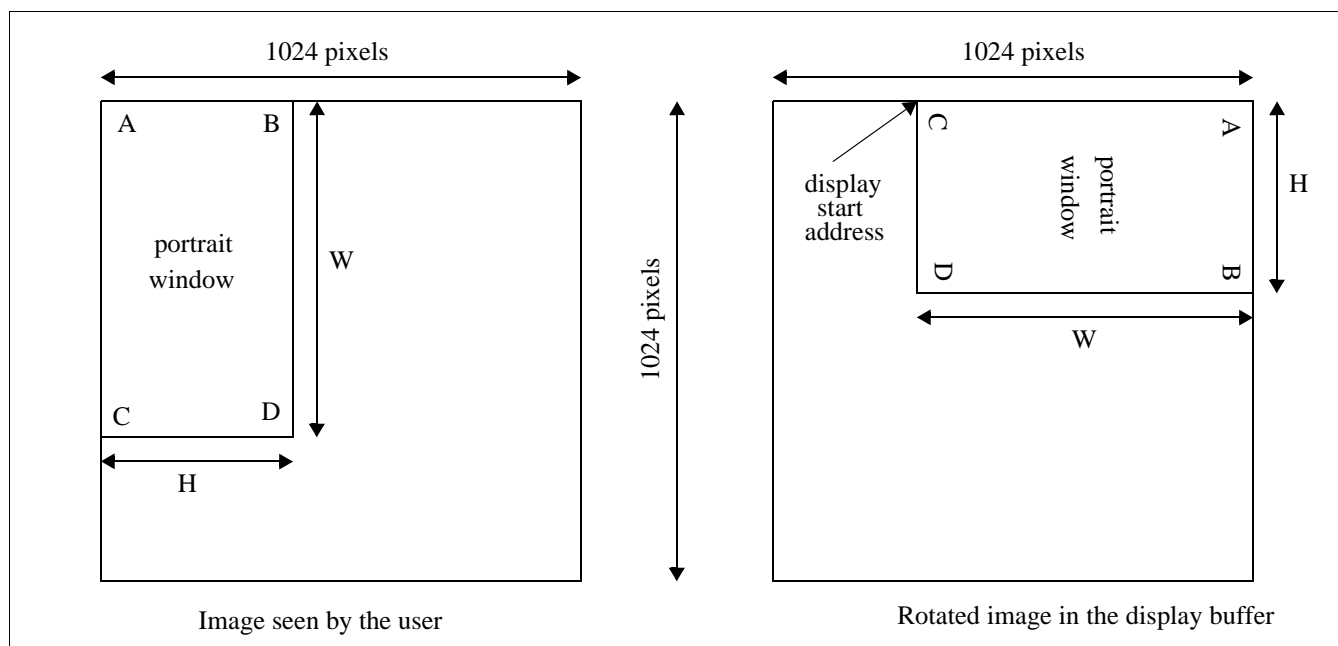 1024 pixels
A
B
portrait
window
W
C
D
H
Image seen by the user
1024 pixels
1024 pixels
display
start
address
C
A
portrait
window
H
D
B
W
Rotated image in the display buffer